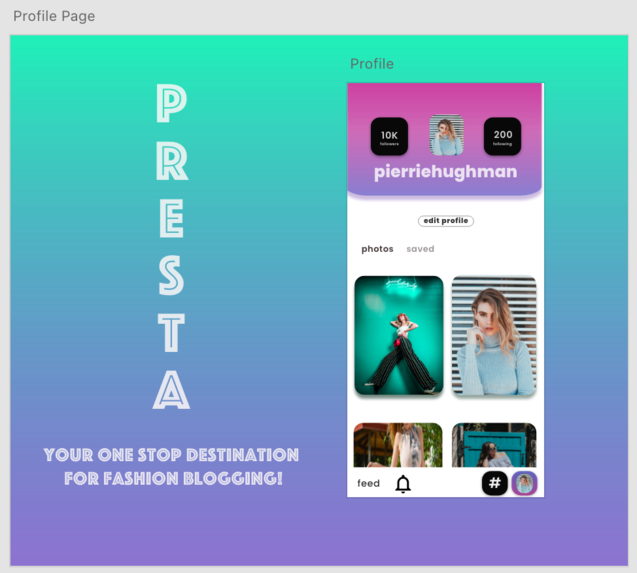 Profile Page
P
R
E
S
T
A
YOUR ONE STOP DESTINATION
FOR FASHION BLOGGING!
Profile
10K
followers
200
following
pierriehughman
edit profile
photos saved
feed #